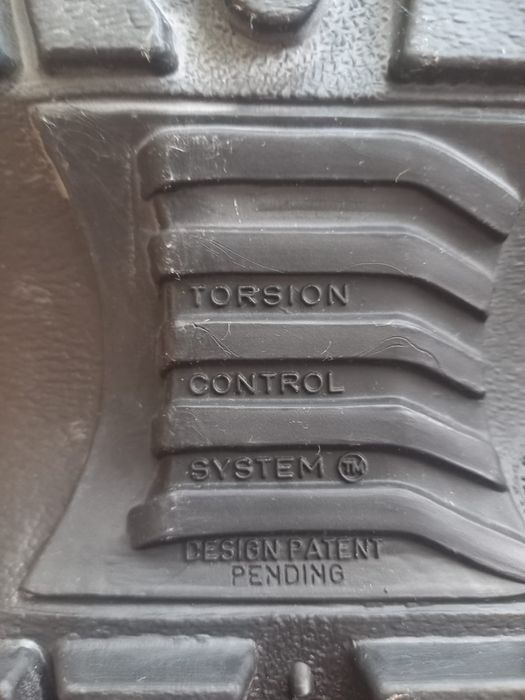 TORSION
CONTROL
SYSTEM ™
DESIGN PATENT
PENDING